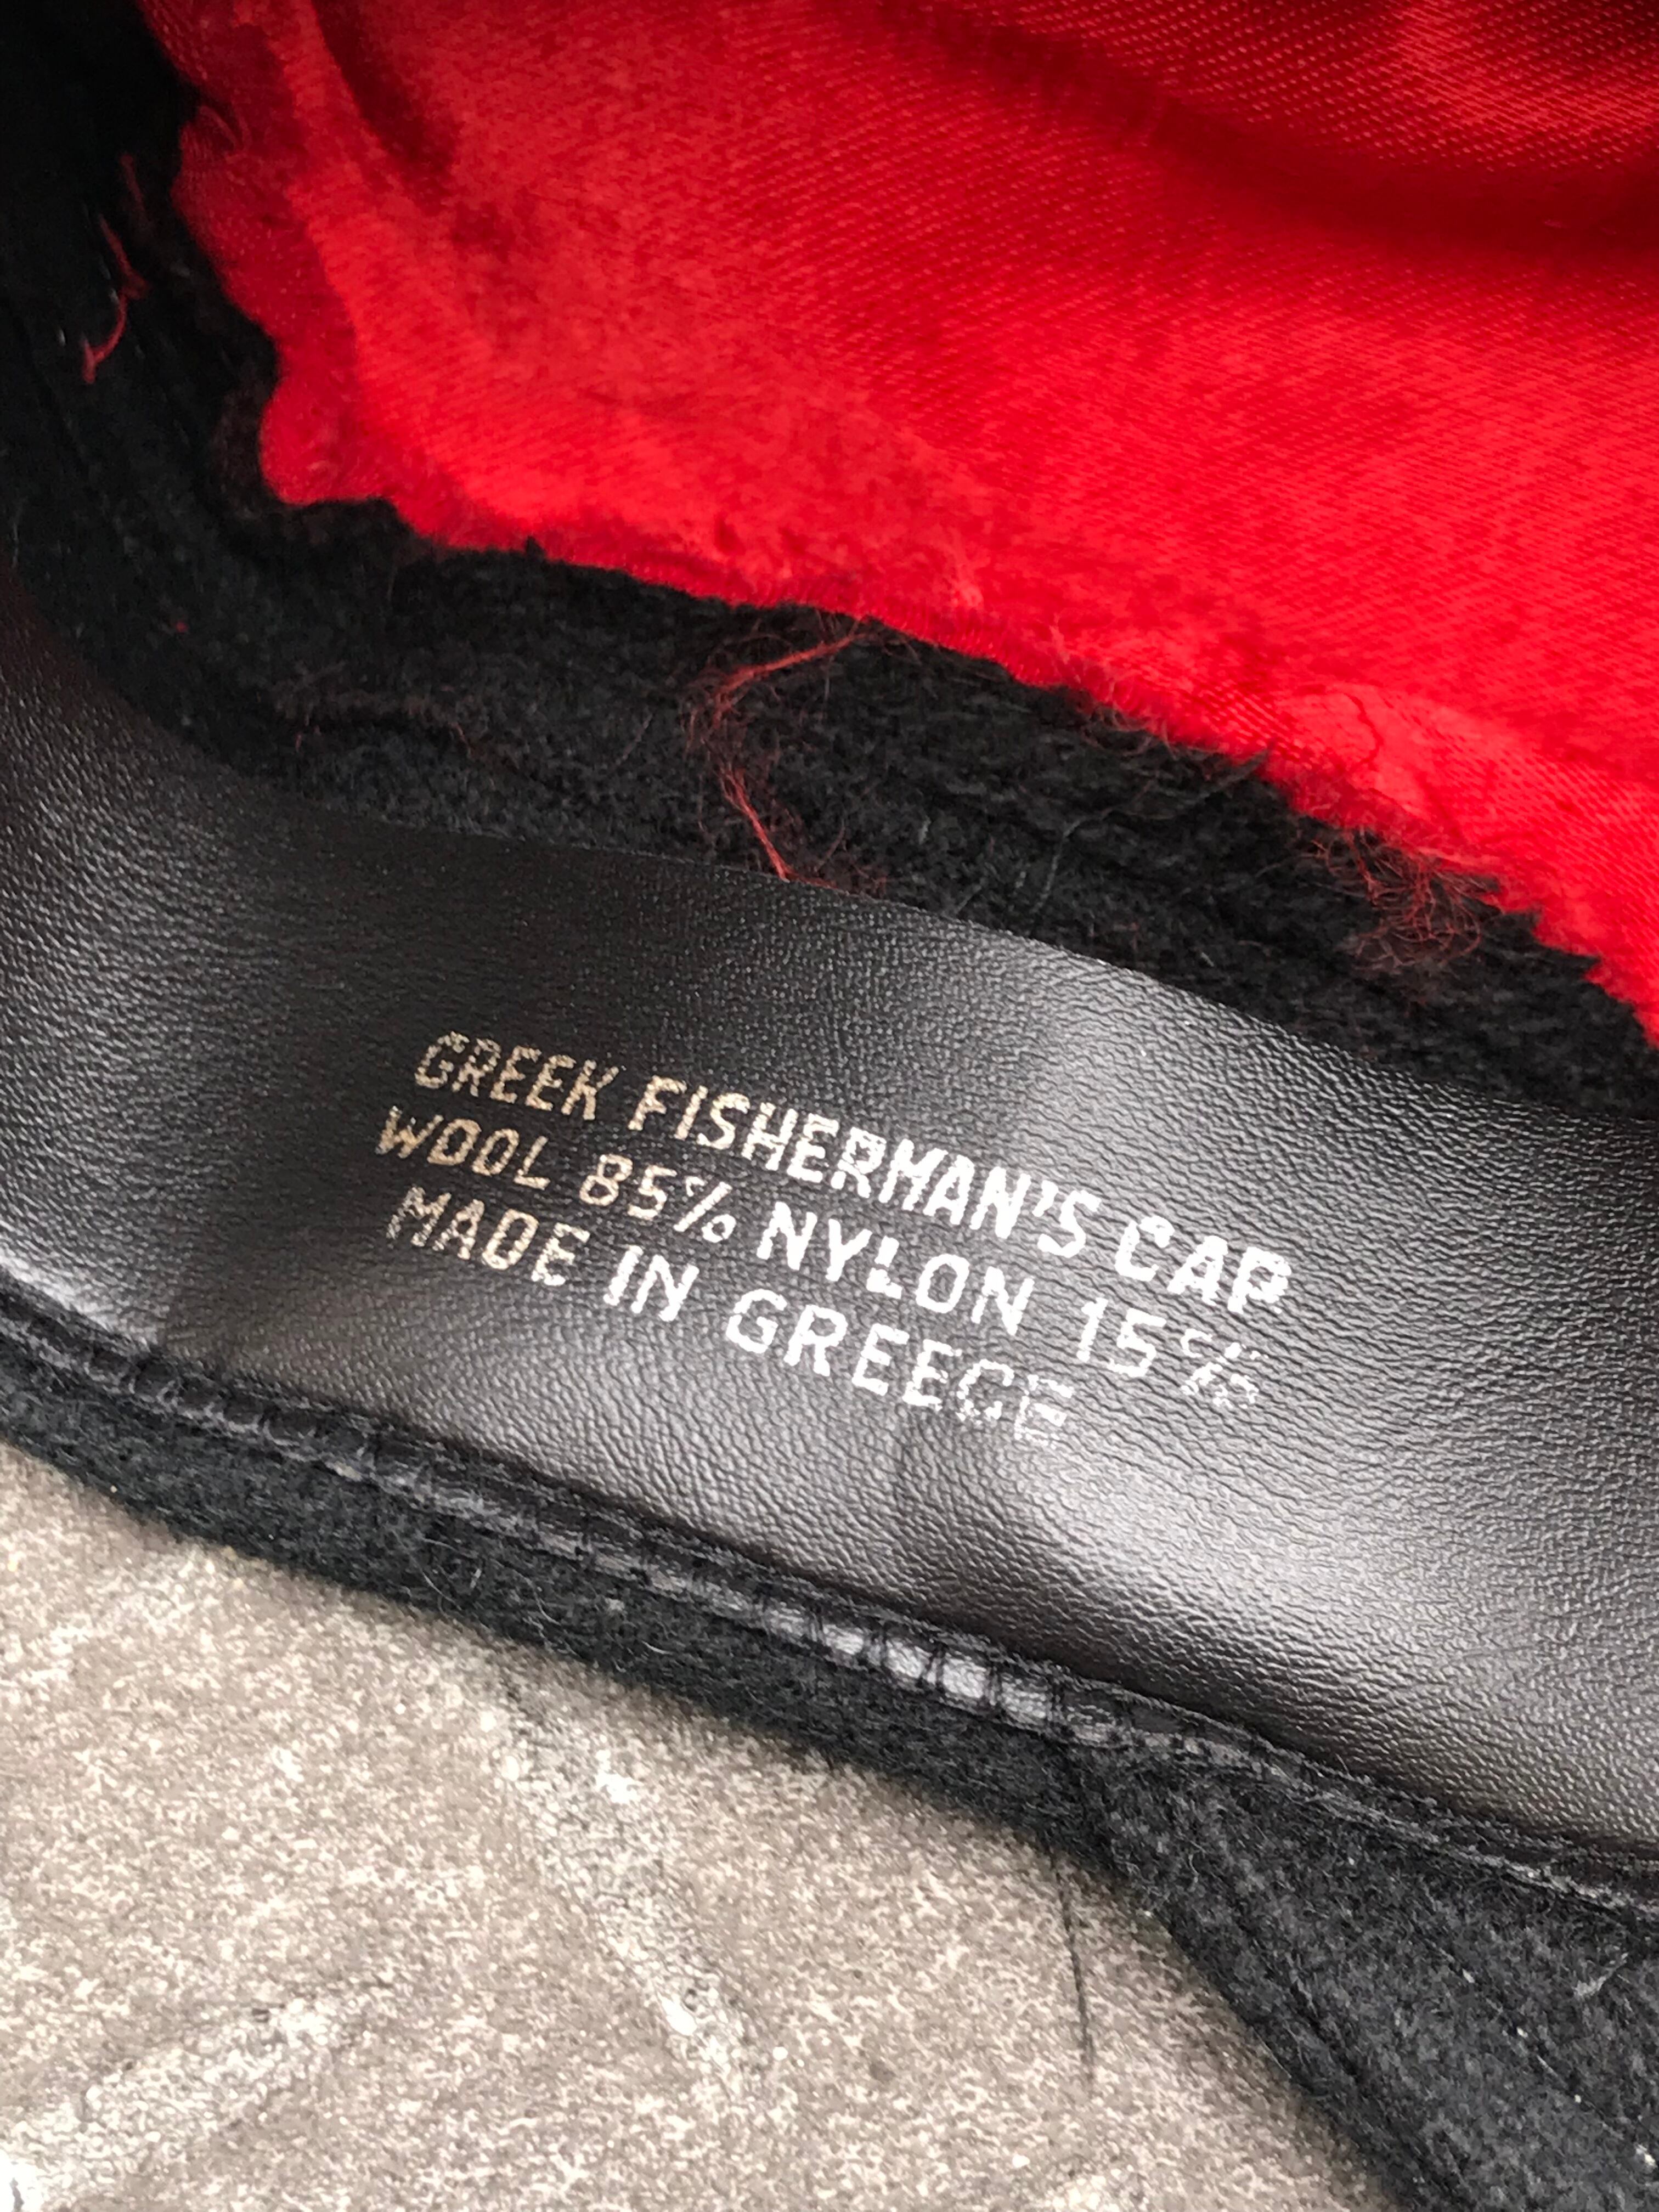 GREEK FISHERMAN'S CAP
WOOL 85% NYLON 15%
MADE IN GREECE